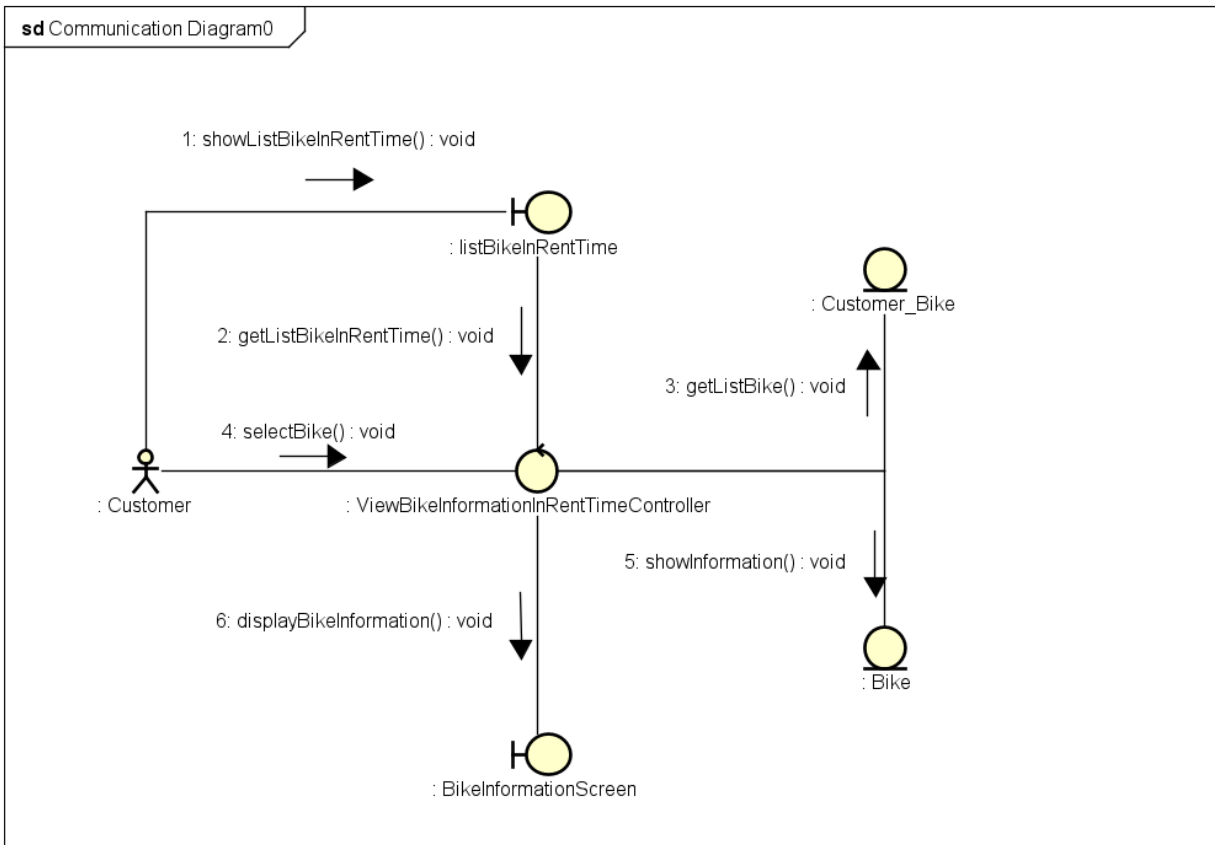 sd Communication Diagram0
1: showListBikeInRentTime() : void
: listBikeInRentTime
: Customer_Bike
2: getListBikeInRentTime() : void
3: getListBike() : void
4: selectBike() : void
: Customer
: ViewBikeInformationInRentTimeController
5: showInformation() : void
6: displayBikeInformation() : void
: Bike
: BikeInformationScreen